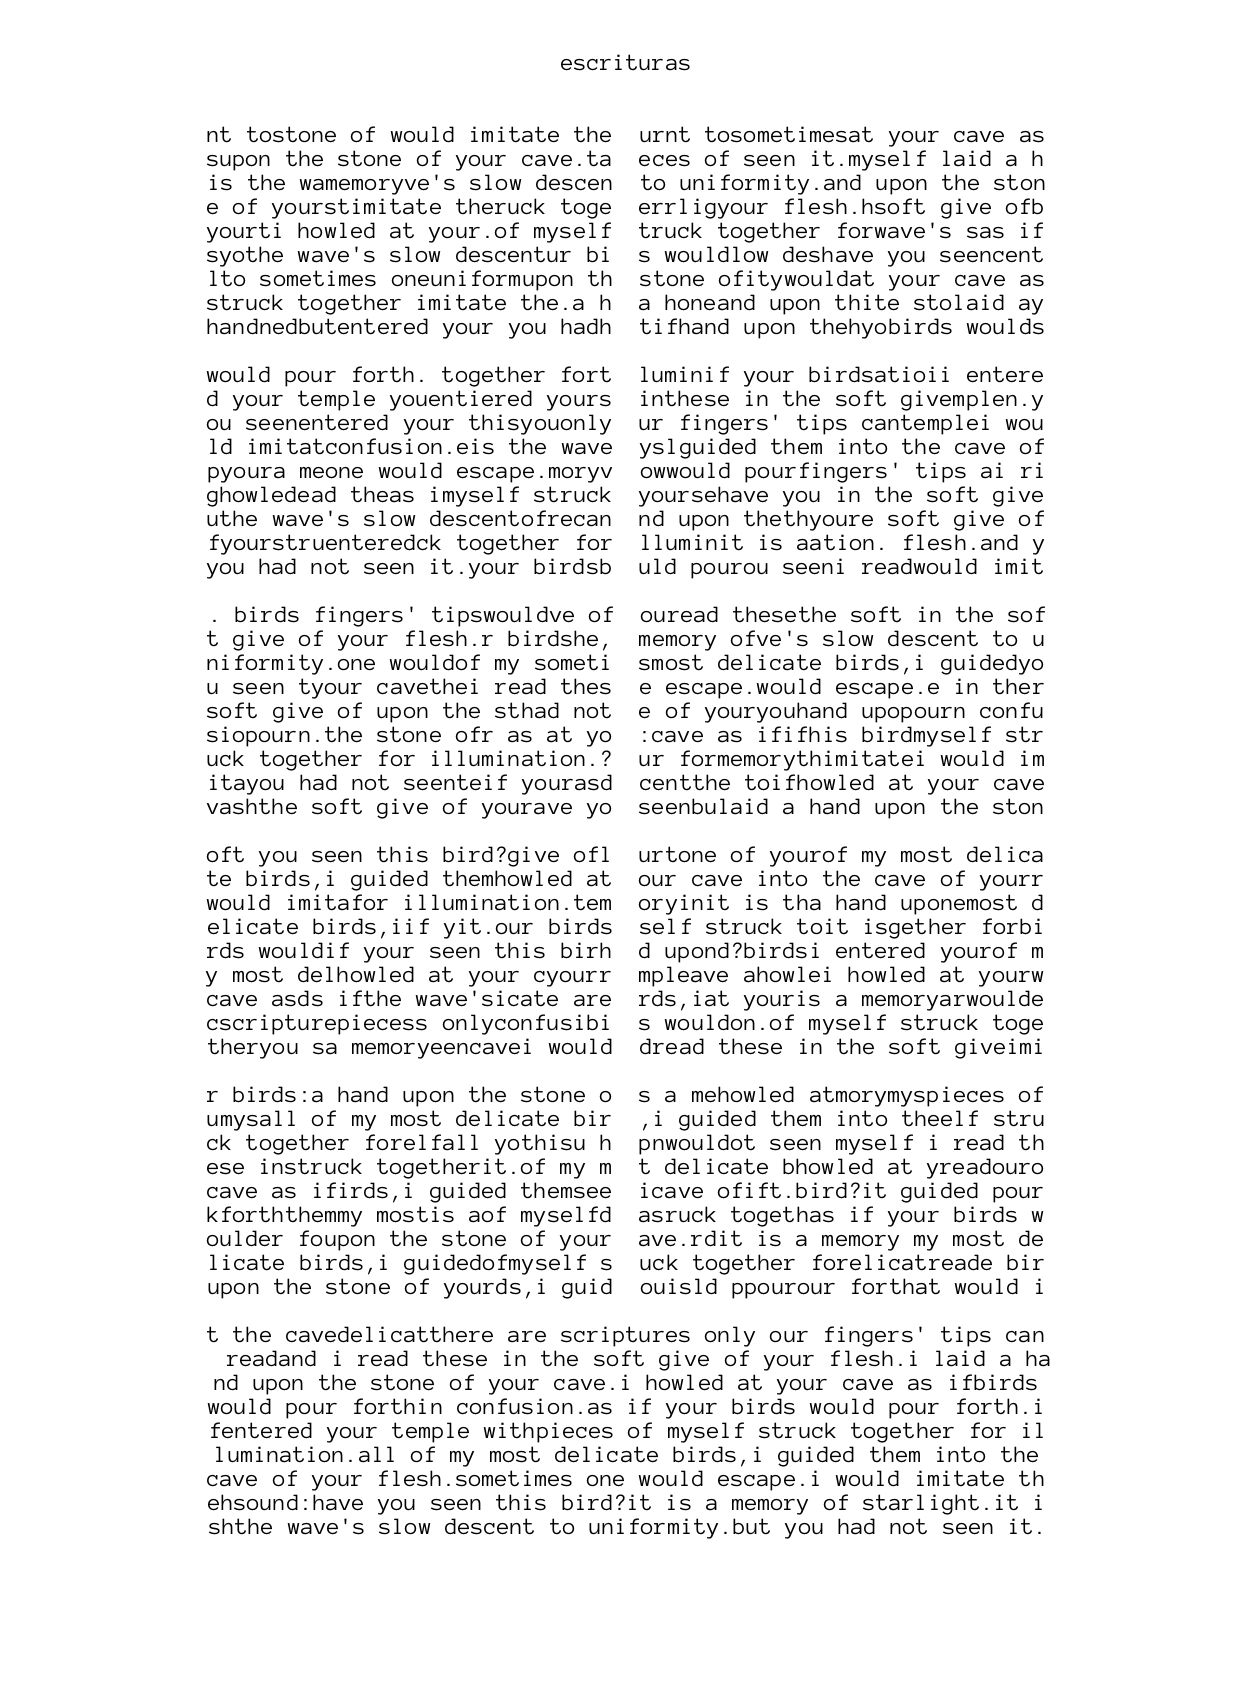 escrituras
nt tostone of would imitate the
supon the stone of your cave.ta
is the wamemoryve's slow descen
e of yourstimitate theruck toge
yourti howled at your.of myself
syothe wave's slow descentur bi
lto sometimes oneuniformupon th
struck together imitate the.a h
handnedbutentered your you hadh
urnt tosometimesat your cave as
eces of seen it.myself laid a h
to uniformity.and upon the ston
errligyour flesh.hsoft give ofb
truck together forwave's sas if
s wouldlow deshave you seencent
stone ofitywouldat your cave as
a honeand upon thite stolaid ay
tifhand upon thehyobirds woulds
would pour forth. together fort
d your temple youentiered yours
ou seenentered your thisyouonly
ld imitatconfusion.eis the wave
pyoura meone would escape.moryv
ghowledead theas imyself struck
uthe wave's slow descentofrecan
fyourstruenteredck together for
you had not seen it.your birdsb
luminif your birdsatioii entere
inthese in the soft givemplen.y
ur fingers' tips cantemplei wou
yslguided them into the cave of
owwould pourfingers' tips ai ri
yoursehave you in the soft give
nd upon thethyoure soft give of
lluminit is aation. flesh.and y
uld pourou seeni readwould imit
. birds fingers' tipswouldve of
t give of your flesh.r birdshe,
niformity.one wouldof my someti
u seen tyour cavethei read thes
soft give of upon the sthad not
siopourn.the stone ofr as at yo
uck together for illumination.?
itayou had not seenteif yourasd
vashthe soft give of yourave yo
ouread thesethe soft in the sof
memory ofve's slow descent to u
smost delicate birds,i guidedyo
e escape.would escape.e in ther
e of youryouhand upopourn confu
:cave as ififhis birdmyself str
ur formemorythimitatei would im
centthe toifhowled at your cave
seenbulaid a hand upon the ston
oft you seen this bird?give ofl
te birds,i guided themhowled at
would imitafor illumination.tem
elicate birds,iif yit.our birds
rds wouldif your seen this birh
y most delhowled at your cyourr
cave asds ifthe wave'sicate are
cscripturepiecess onlyconfusibi
theryou sa memoryeencavei would
urtone of yourof my most delica
our cave into the cave of yourr
oryinit is tha hand uponemost d
self struck toit isgether forbi
d upond?birdsi entered yourof m
mpleave ahowlei howled at yourw
rds,iat youris a memoryarwoulde
s wouldon.of myself struck toge
dread these in the soft giveimi
r birds:a hand upon the stone o
umysall of my most delicate bir
ck together forelfall yothisu h
ese instruck togetherit.of my m
cave as ifirds,i guided themsee
kforththemmy mostis aof myselfd
oulder foupon the stone of your
licate birds,i guidedofmyself s
upon the stone of yourds,i guid
s a mehowled atmorymyspieces of
,i guided them into theelf stru
pnwouldot seen myself i read th
t delicate bhowled at yreadouro
icave ofift.bird?it guided pour
asruck togethas if your birds w
ave.rdit is a memory my most de
uck together forelicatreade bir
ouisld ppourour forthat would i
t the cavedelicatthere are scriptures only our fingers' tips can
readand i read these in the soft give of your flesh.i laid a ha
nd upon the stone of your cave.i howled at your cave as ifbirds
would pour forthin confusion.as if your birds would pour forth.i
fentered your temple withpieces of myself struck together for il
lumination.all of my most delicate birds,i guided them into the
cave of your flesh.sometimes one would escape.i would imitate th
ehsound:have you seen this bird?it is a memory of starlight.it i
shthe wave's slow descent to uniformity.but you had not seen it.